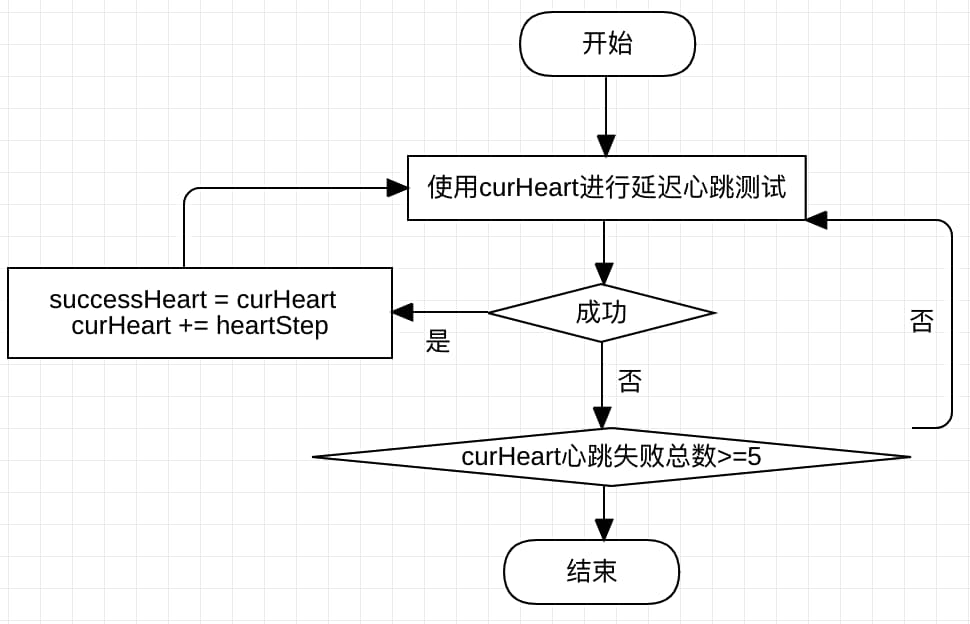 开始
使用curHeart进行延迟心跳测试
successHeart = curHeart
curHeart += heartStep
成功
是
否
否
curHeart心跳失败总数>=5
结束